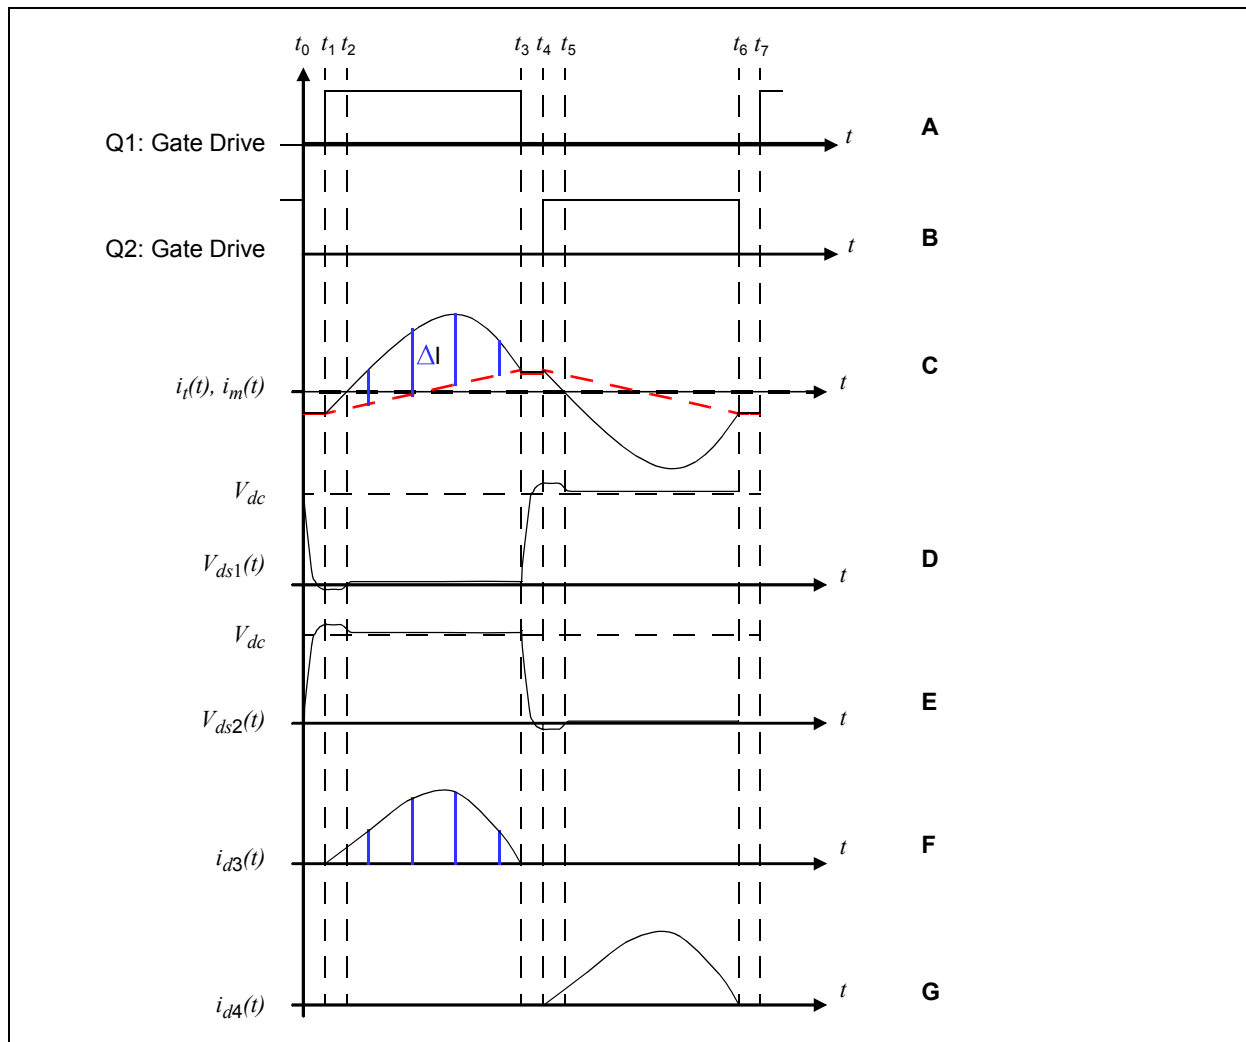 t0 t1 t2 t3 t4 t5 t6 t7
Q1: Gate Drive t A
Q2: Gate Drive t B
ΔI
it(t), im(t) t C
Vdc
Vds1(t) t D
Vdc
Vds2(t) t E
id3(t) t F
id4(t) t G